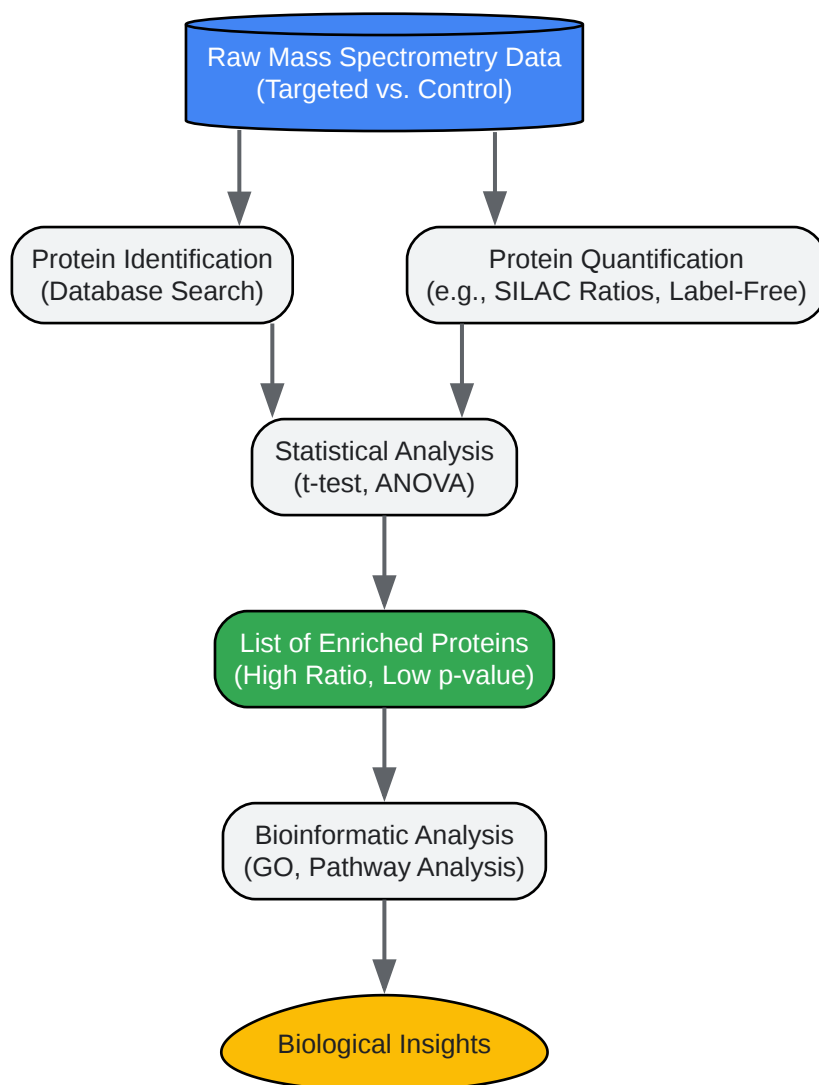 Raw Mass Spectrometry Data
(Targeted vs. Control)
Protein Identification
(Database Search)
Protein Quantification
(e.g., SILAC Ratios, Label-Free)
Statistical Analysis
(t-test, ANOVA)
List of Enriched Proteins
(High Ratio, Low p-value)
Bioinformatic Analysis
(GO, Pathway Analysis)
Biological Insights